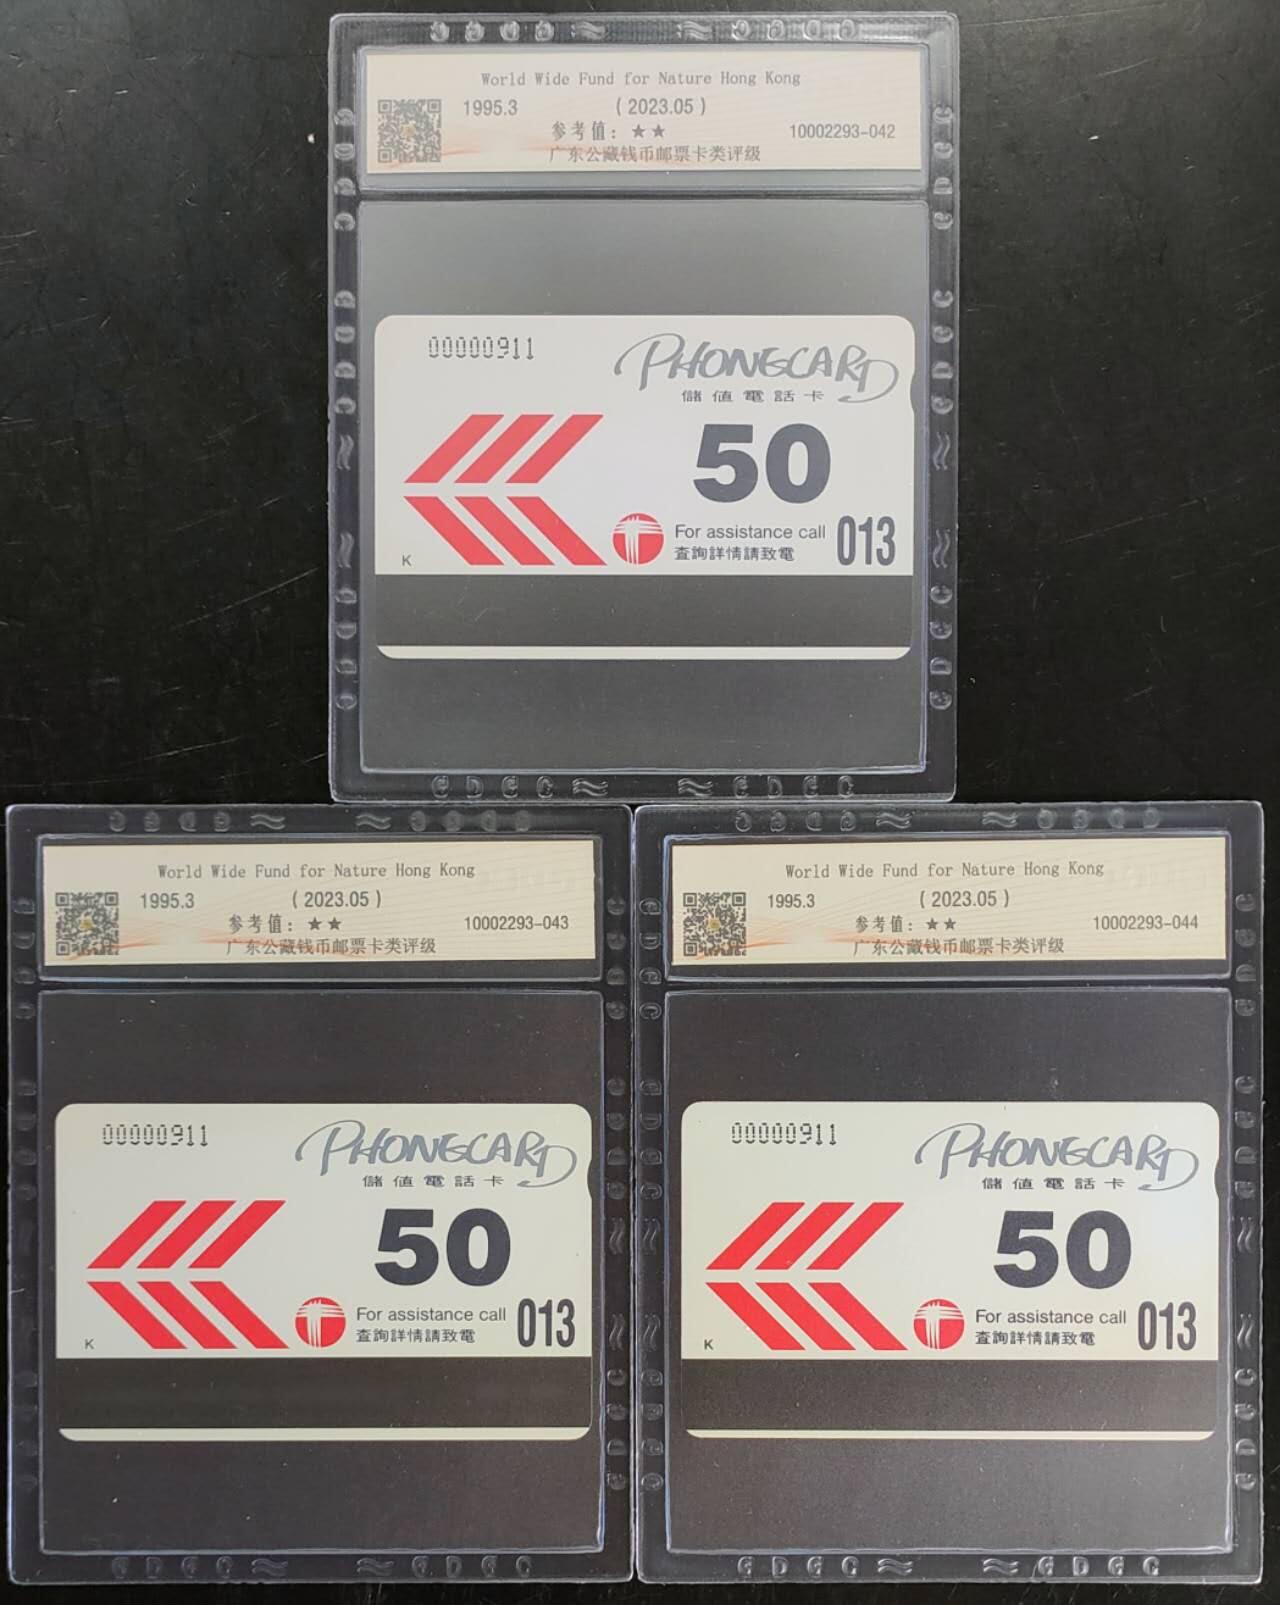 World Wide Fund for Nature Hong Kong
1995.3 (2023.05)
参考值：★★ 10002293-042
广东公藏钱币邮票卡类评级
00000911
PHONECARD
儲值電話卡
50
For assistance call 013
查詢詳情請致電
K
World Wide Fund for Nature Hong Kong
1995.3 (2023.05)
参考值：★★ 10002293-043
广东公藏钱币邮票卡类评级
00000911
PHONECARD
儲值電話卡
50
For assistance call 013
查詢詳情請致電
K
World Wide Fund for Nature Hong Kong
1995.3 (2023.05)
参考值：★★ 10002293-044
广东公藏钱币邮票卡类评级
00000911
PHONECARD
儲值電話卡
50
For assistance call 013
查詢詳情請致電
K